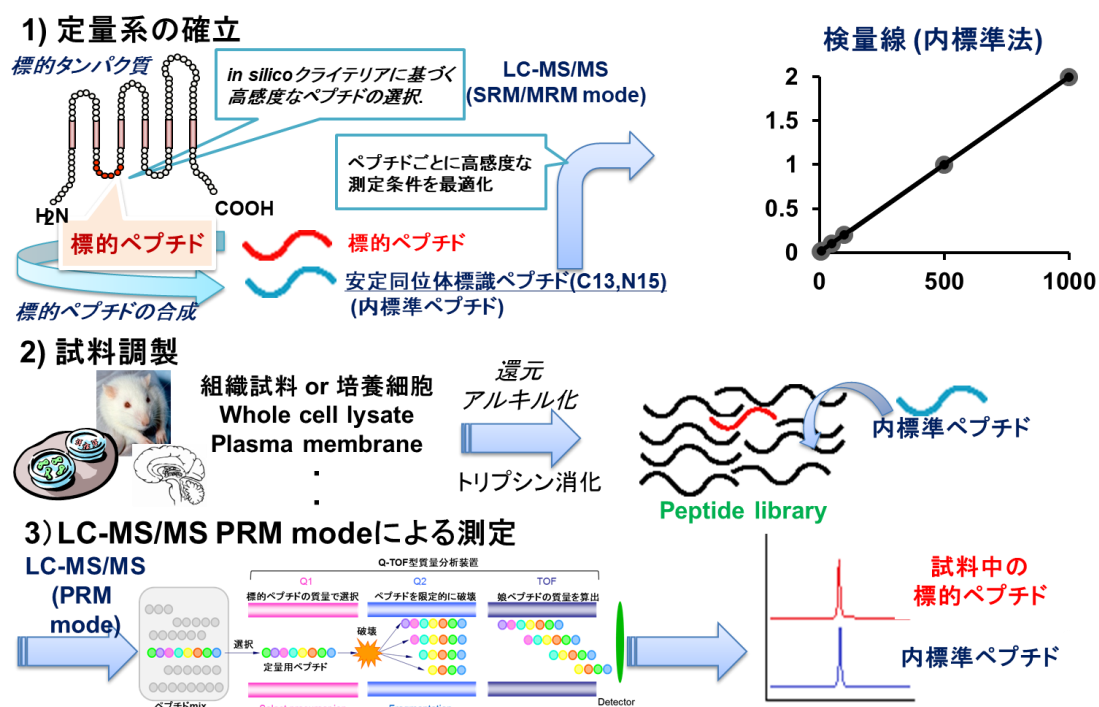 1) 定量系の確立
標的タンパク質
in silicoクライテリアに基づく
高感度なペプチドの選択.
LC-MS/MS
(SRM/MRM mode)
ペプチドごとに高感度な
測定条件を最適化
H2N
COOH
標的ペプチド
標的ペプチドの合成
標的ペプチド
安定同位体標識ペプチド(C13,N15)
(内標準ペプチド)
検量線 (内標準法)
2
1.5
1
0.5
0
0
500
1000
2) 試料調製
組織試料 or 培養細胞
Whole cell lysate
Plasma membrane
・
・
還元
アルキル化
トリプシン消化
内標準ペプチド
Peptide library
3）LC-MS/MS PRM modeによる測定
LC-MS/MS
(PRM
mode)
Q-TOF型質量分析装置
Q1
Q2
TOF
標的ペプチドの質量で選択
ペプチドを限定的に破壊
娘ペプチドの質量を算出
選択
破壊
定量用ペプチド
ペプチドmix
Detector
試料中の
標的ペプチド
内標準ペプチド